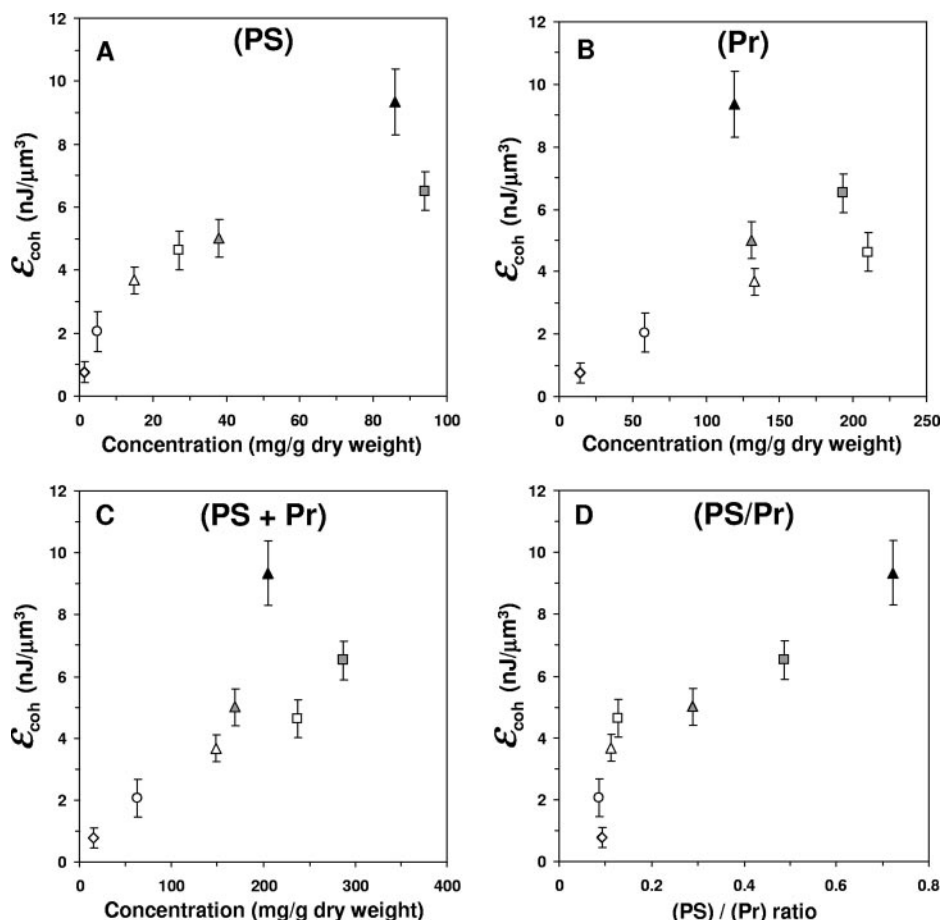 A
(PS)
12
10
8
6
4
2
0
ℰcoh (nJ/μm³)
0 20 40 60 80 100
Concentration (mg/g dry weight)
B
(Pr)
12
10
8
6
4
2
0
ℰcoh (nJ/μm³)
0 50 100 150 200 250
Concentration (mg/g dry weight)
C
(PS + Pr)
12
10
8
6
4
2
0
ℰcoh (nJ/μm³)
0 100 200 300 400
Concentration (mg/g dry weight)
D
(PS/Pr)
12
10
8
6
4
2
0
ℰcoh (nJ/μm³)
0 0.2 0.4 0.6 0.8
(PS) / (Pr) ratio